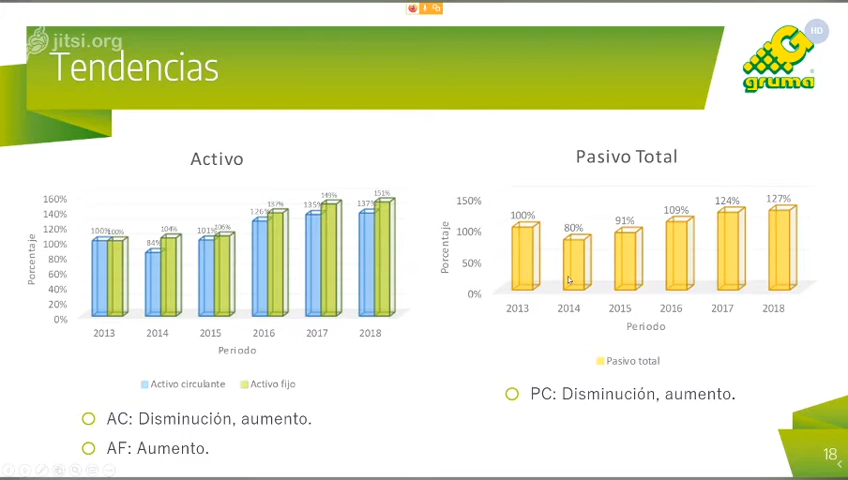 jitsi.org
HD
Tendencias
gruma
Activo
160%
140%
120%
100%
80%
60%
40%
20%
0%
Porcentaje
100% 100% 84% 104% 101% 106% 126% 137% 135% 149% 137% 151%
2013 2014 2015 2016 2017 2018
Periodo
Activo circulante Activo fijo
AC: Disminución, aumento.
AF: Aumento.
Pasivo Total
150%
100%
50%
0%
Porcentaje
100% 80% 91% 109% 124% 127%
2013 2014 2015 2016 2017 2018
Periodo
Pasivo total
PC: Disminución, aumento.
18